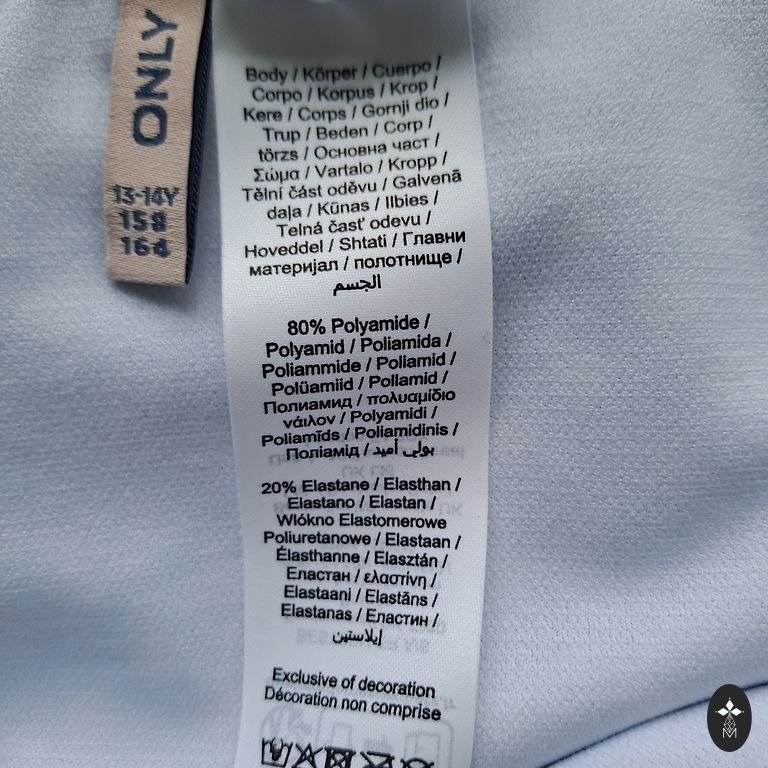 ONLY
13-14Y
158
164
Body / Körper / Cuerpo /
Corpo / Korpus / Krop /
Kere / Corps / Gornji dio /
Trup / Beden / Corp /
törzs / Основна част /
Σώμα / Vartalo / Kropp /
Tělní část oděvu / Galvenā
daļa / Kūnas / Ilbies /
Telná časť odevu /
Hoveddel / Shtati / Главни
материјал / полотнище /
الجسم
80% Polyamide /
Polyamid / Poliamida /
Poliammide / Poliamid /
Polüamiid / Poliamid /
Полиамид / πολυαμίδιο
νάιλον / Polyamidi /
Poliamīds / Poliamidinis /
Поліамід / بولي أميد
20% Elastane / Elasthan /
Elastano / Elastan /
Włókno Elastomerowe
Poliuretanowe / Elastaan /
Élasthanne / Elasztán /
Еластан / ελαστίνη /
Elastaani / Elastāns /
Elastanas / Еластин /
إيلاستين
Exclusive of decoration
Décoration non comprise
M